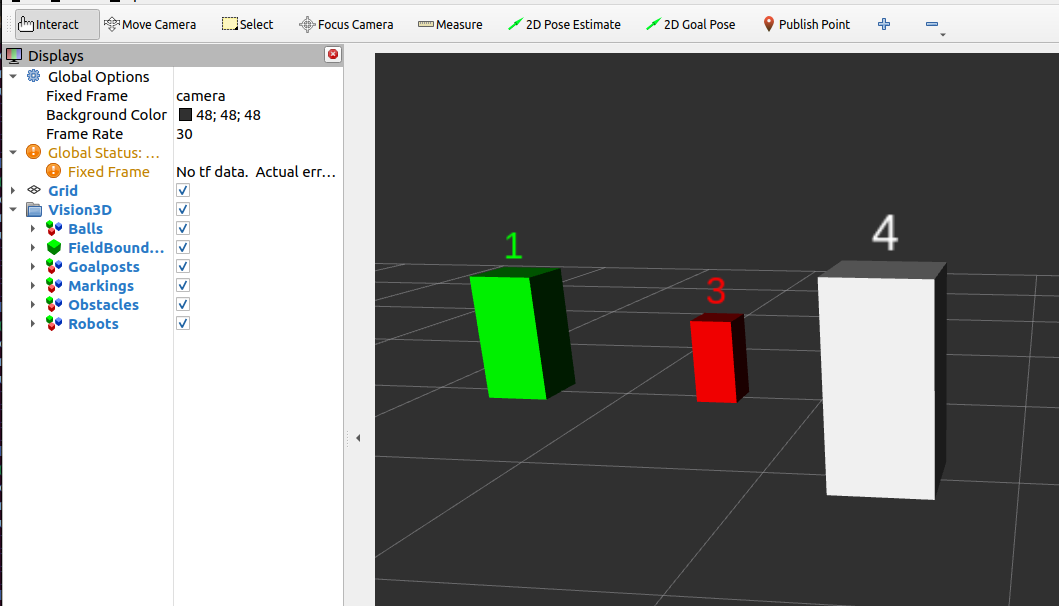 Interact Move Camera Select Focus Camera Measure 2D Pose Estimate 2D Goal Pose Publish Point
Displays
Global Options
Fixed Frame camera
Background Color 48; 48; 48
Frame Rate 30
Global Status: ...
Fixed Frame No tf data.  Actual err...
Grid
Vision3D
Balls
FieldBound...
Goalposts
Markings
Obstacles
Robots
1
3
4